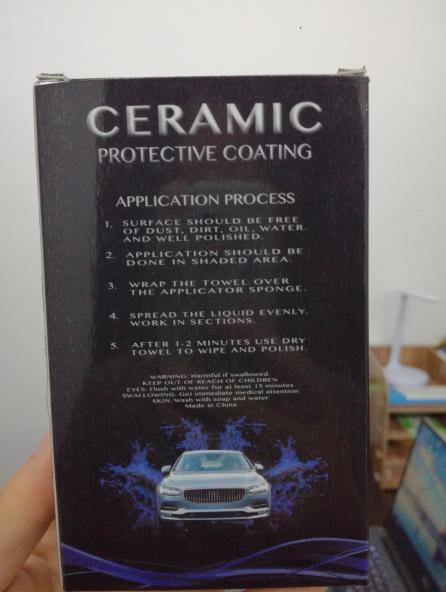 CERAMIC
PROTECTIVE COATING
APPLICATION PROCESS
1. SURFACE SHOULD BE FREE
OF DUST, DIRT, OIL, WATER.
AND WELL POLISHED.
2. APPLICATION SHOULD BE
DONE IN SHADED AREA.
3. WRAP THE TOWEL OVER
THE APPLICATOR SPONGE.
4. SPREAD THE LIQUID EVENLY.
WORK IN SECTIONS.
5. AFTER 1-2 MINUTES USE DRY
TOWEL TO WIPE AND POLISH.
WARNING: Harmful if swallowed.
KEEP OUT OF REACH OF CHILDREN
EYES: Flush with water for at least 15 minutes
SWALLOWING: Get immediate medical attention
SKIN: Wash with soap and water
Made in China